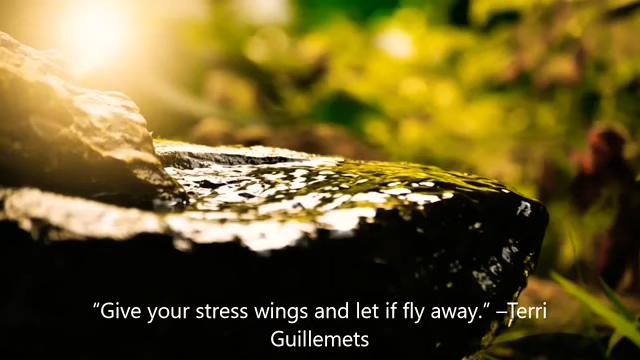 “Give your stress wings and let if fly away.” –Terri
Guillemets